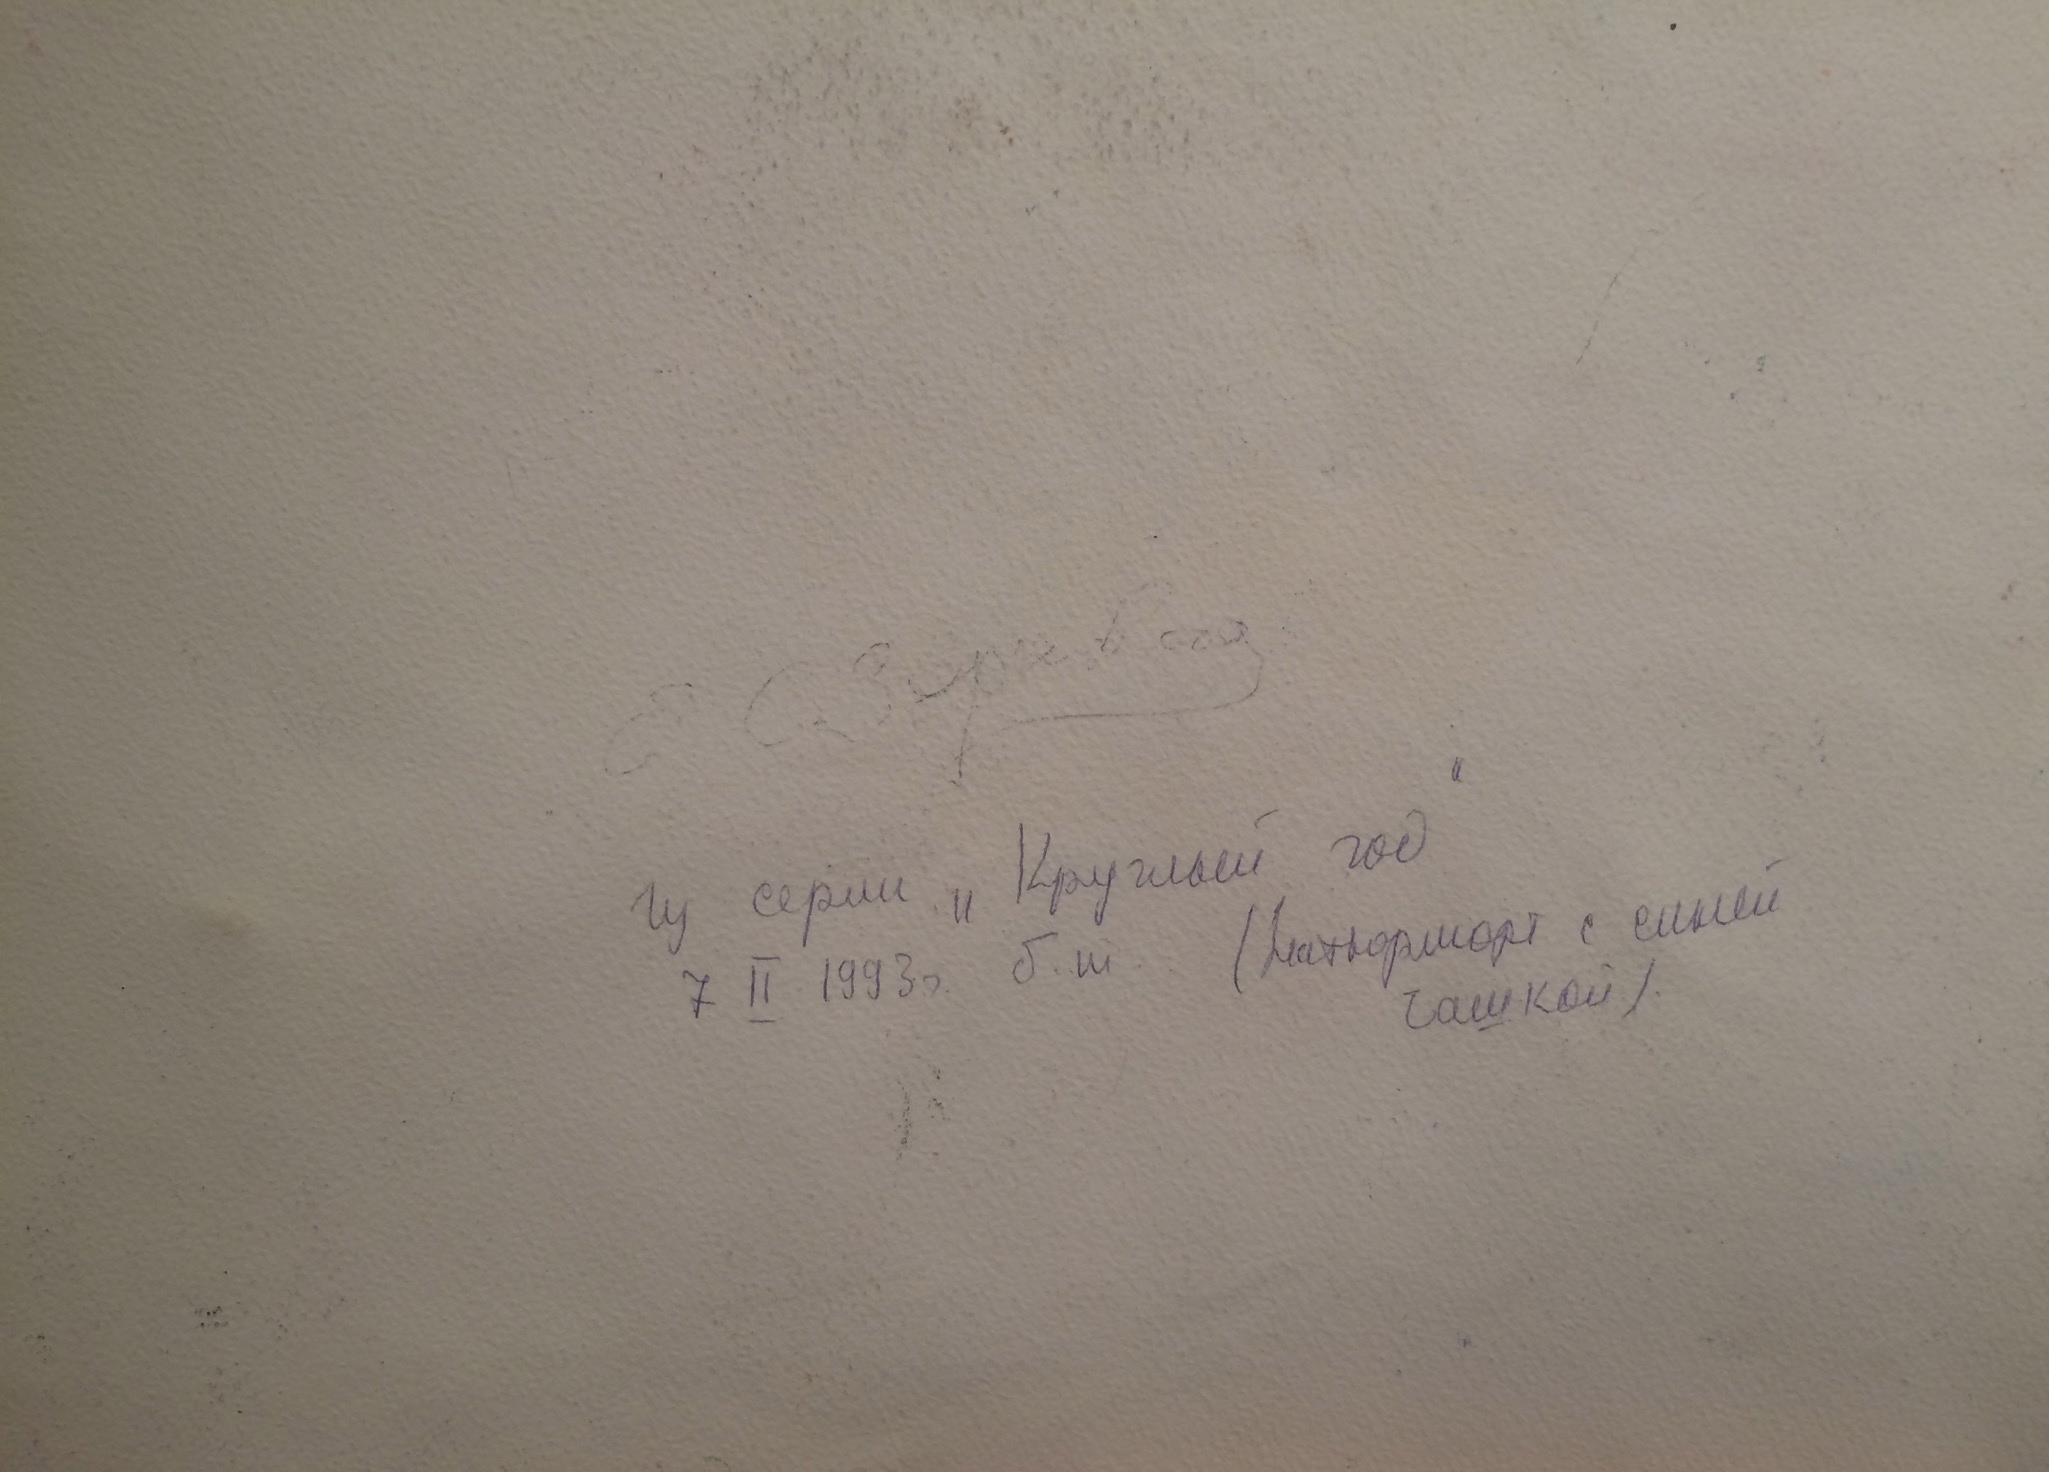 из серии „Круглый год"
7 II 1993г. б.ш. (Натюрморт с синей
чашкой).